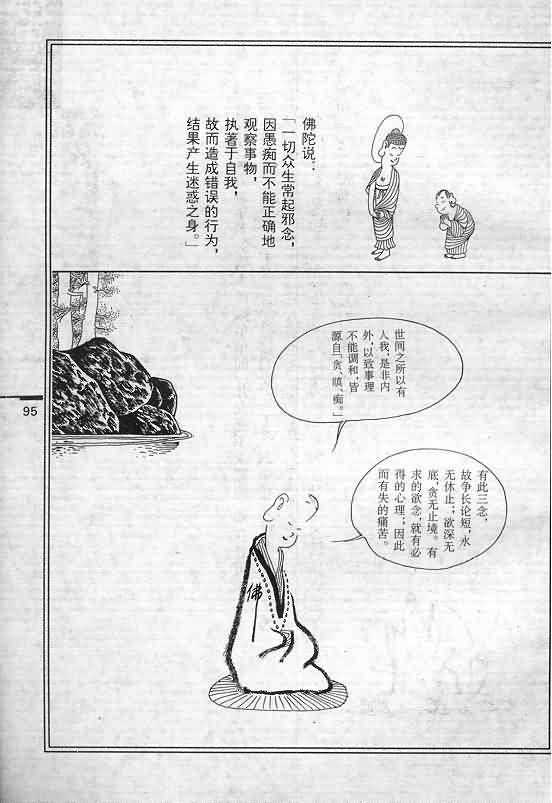 佛陀说：
「一切众生常起邪念，
因愚痴而不能正确地
观察事物，
执著于自我，
故而造成错误的行为，
结果产生迷惑之身。」
世间之所以有
人我，是非内
外，以致事理
不能调和，皆
源自「贪、嗔、痴。」
有此三念，
故争长论短，永
无休止；欲深无
底，贪无止境。有
求的欲念，就有必
得的心理；因此
而有失的痛苦。
佛
95